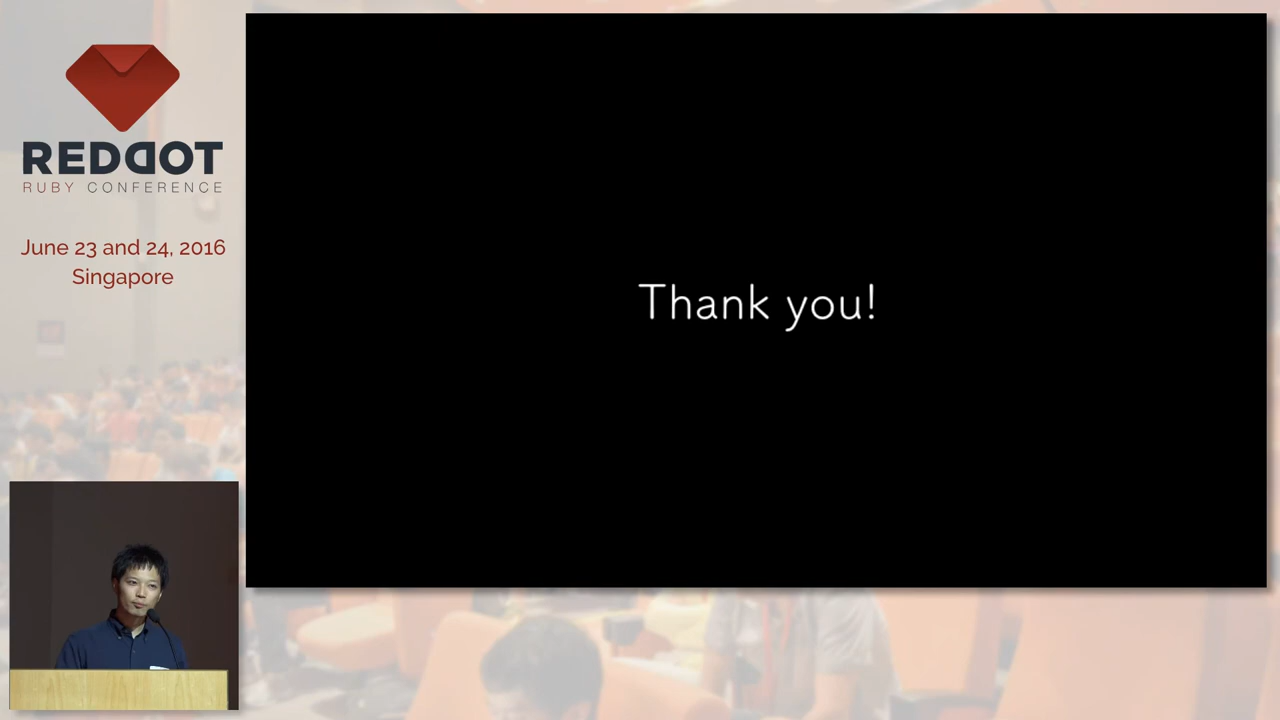 REDDOT
RUBY CONFERENCE
June 23 and 24, 2016
Singapore
Thank you!